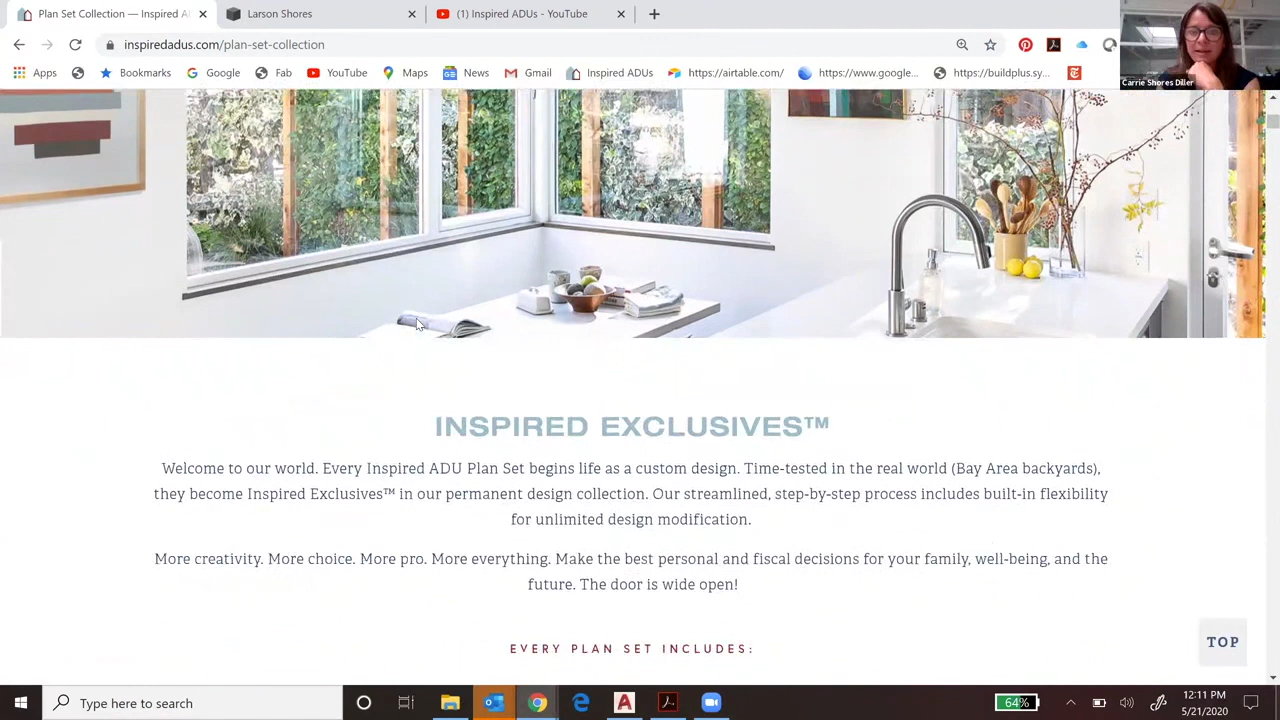 Plan Set Collection — Inspired A
Larson Shores
(1) Inspired ADUs - YouTube
inspiredadus.com/plan-set-collection
Apps
Bookmarks
Google
Fab
YouTube
Maps
News
Gmail
Inspired ADUs
https://airtable.com/
https://www.google...
https://buildplus.sy...
Carrie Shores Diller
INSPIRED EXCLUSIVES™
Welcome to our world. Every Inspired ADU Plan Set begins life as a custom design. Time-tested in the real world (Bay Area backyards),
they become Inspired Exclusives™ in our permanent design collection. Our streamlined, step-by-step process includes built-in flexibility
for unlimited design modification.
More creativity. More choice. More pro. More everything. Make the best personal and fiscal decisions for your family, well-being, and the
future. The door is wide open!
EVERY PLAN SET INCLUDES:
TOP
Type here to search
64%
12:11 PM
5/21/2020